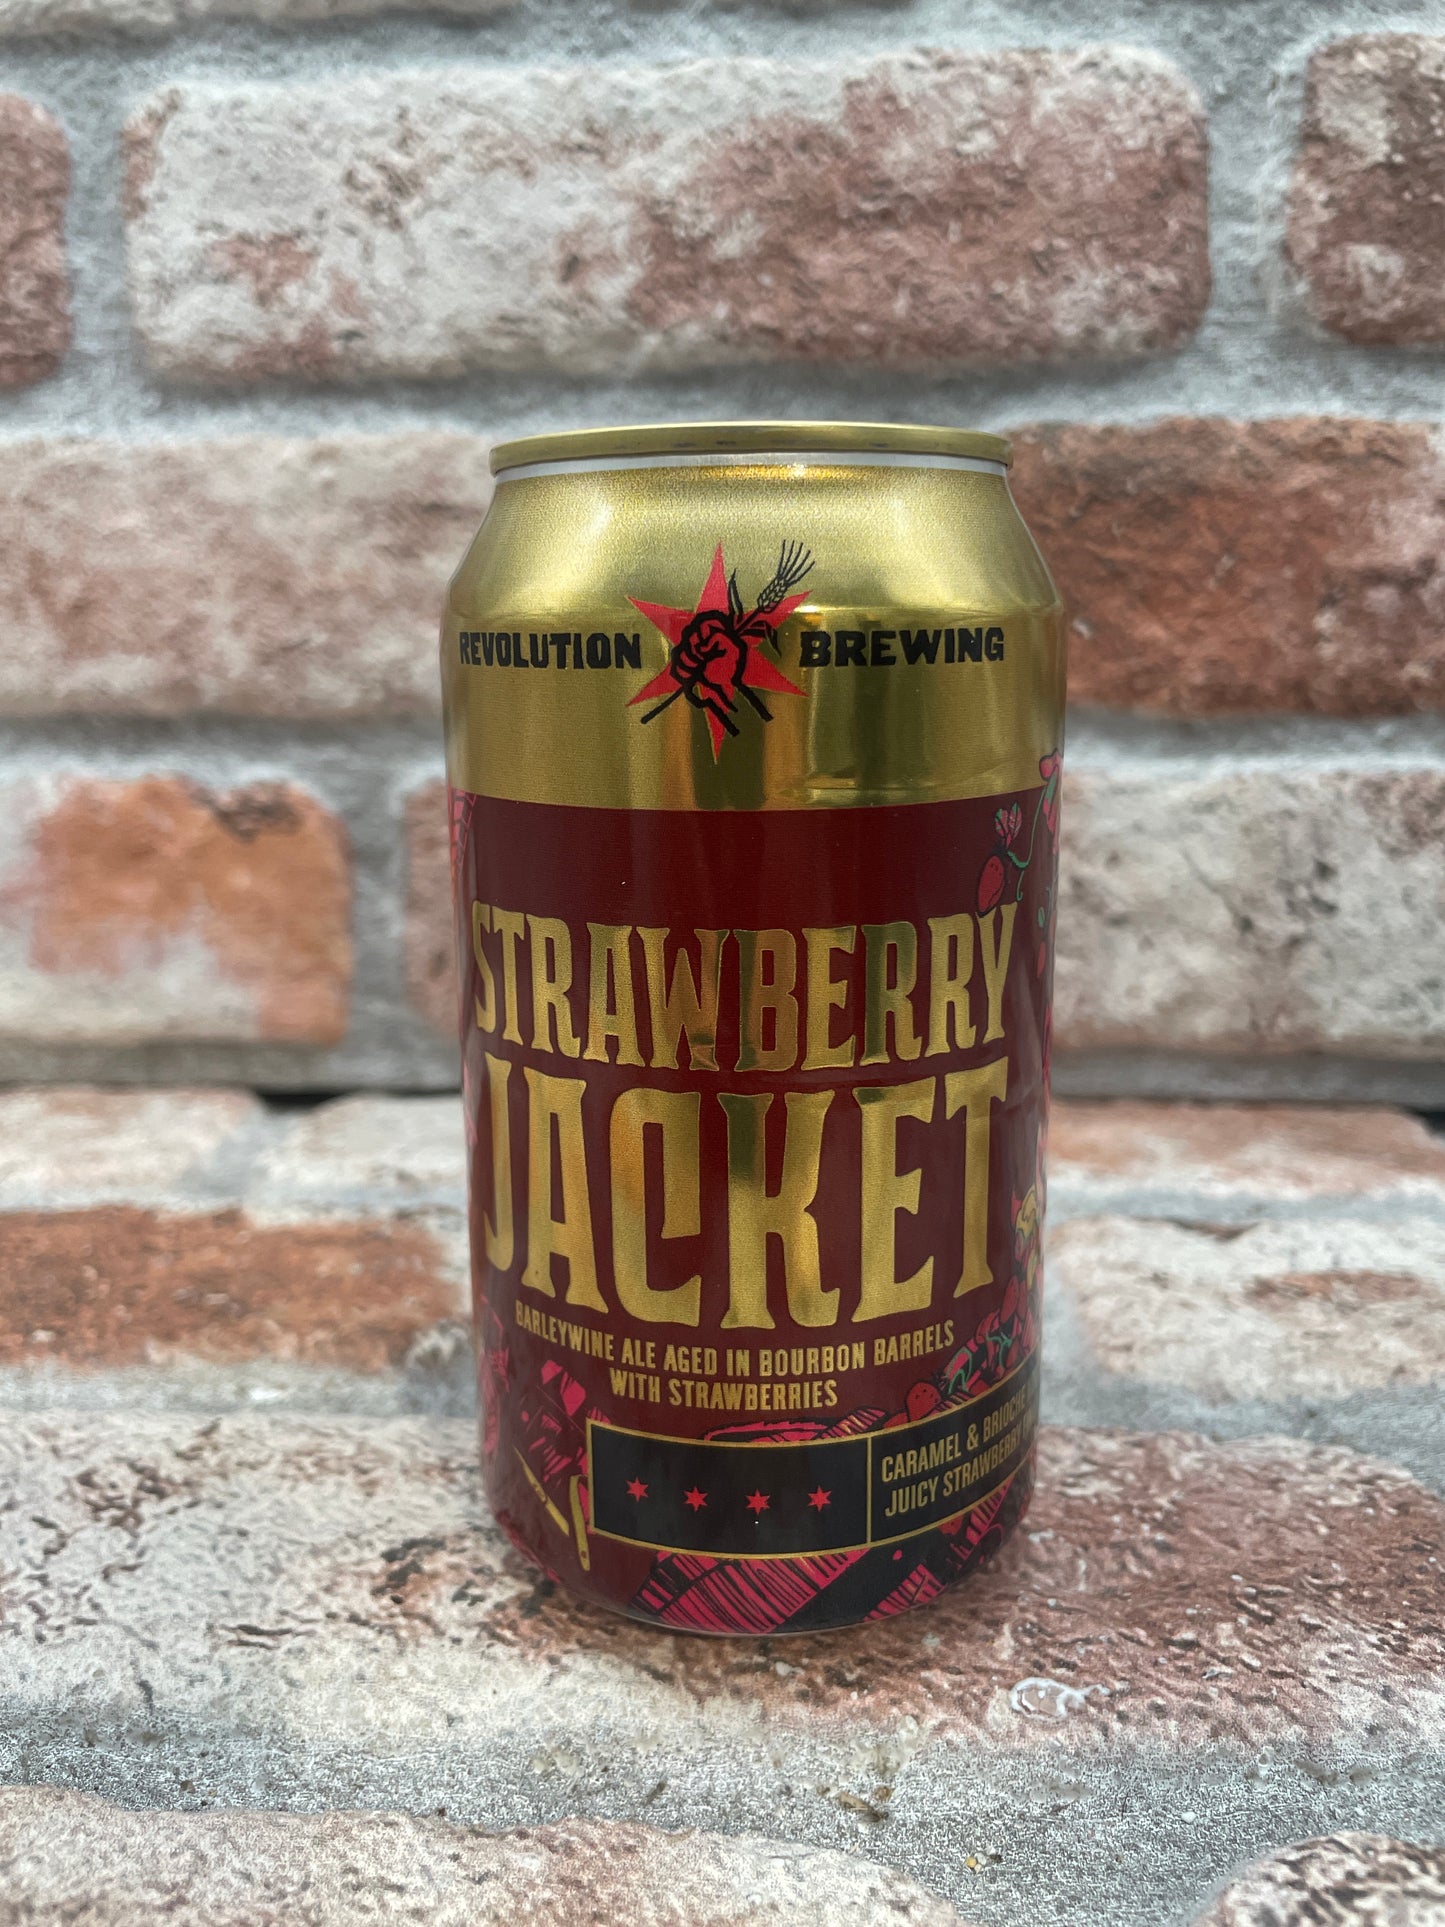 REVOLUTION BREWING
STRAWBERRY
JACKET
BARLEYWINE ALE AGED IN BOURBON BARRELS
WITH STRAWBERRIES
CARAMEL & BRIOCHE
JUICY STRAWBERRY